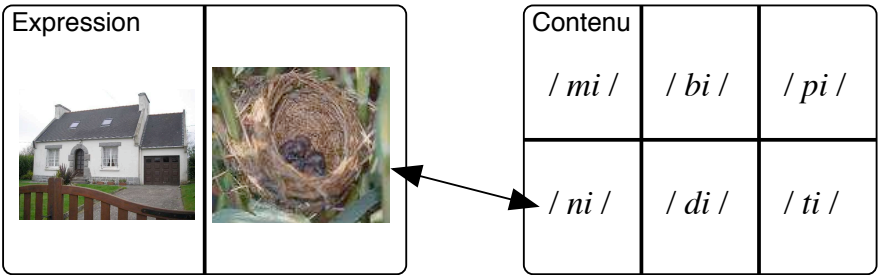 Expression
Contenu
/ mi / / bi / / pi /
/ ni / / di / / ti /